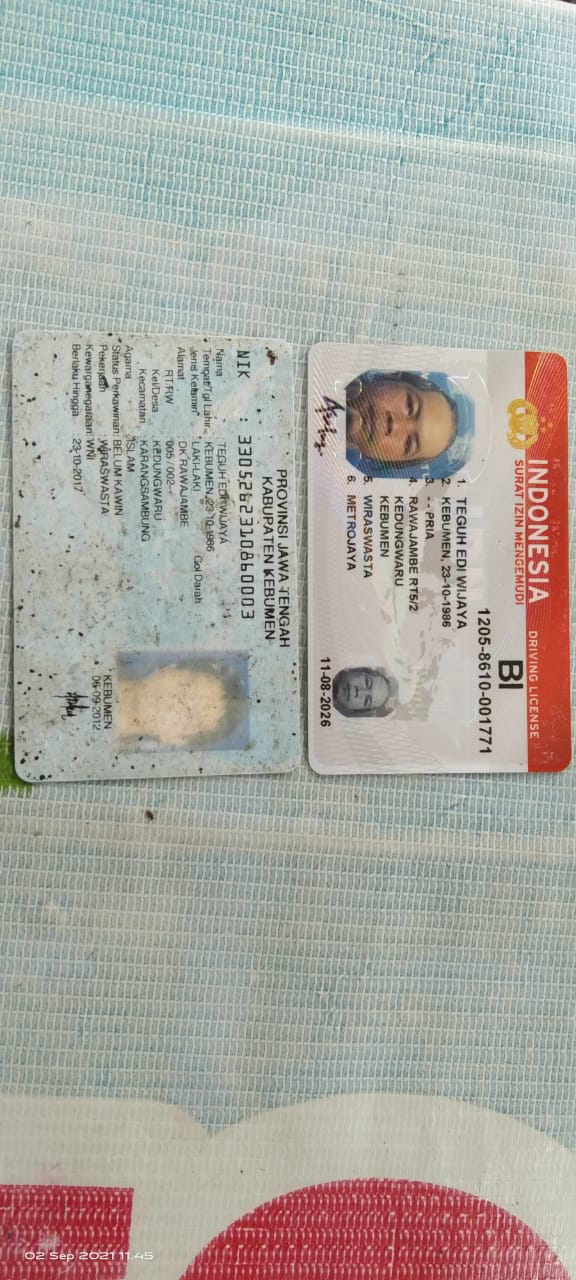 INDONESIA DRIVING LICENSE
SURAT IZIN MENGEMUDI
BI
1205-8610-001771
1. TEGUH EDI WIJAYA
2. KEBUMEN, 23-10-1986
3. - - PRIA
4. RAWAJAMBE RT5/2
KEDUNGWARU
KEBUMEN
5. WIRASWASTA
6. METROJAYA
11-08-2026
PROVINSI JAWA TENGAH
KABUPATEN KEBUMEN
NIK : 3305262310860003
Nama : TEGUH EDI WIJAYA
Tempat/Tgl Lahir : KEBUMEN, 23-10-1986
Jenis Kelamin : LAKI-LAKI Gol Darah
Alamat : DK RAWAJAMBE
RT/RW : 005 / 002
Kel/Desa : KEDUNGWARU
Kecamatan : KARANGSAMBUNG
Agama : ISLAM
Status Perkawinan: BELUM KAWIN
Pekerjaan : WIRASWASTA
Kewarganegaraan: WNI
Berlaku Hingga : 23-10-2017
KEBUMEN
06-09-2012
02 Sep 2021 11.45